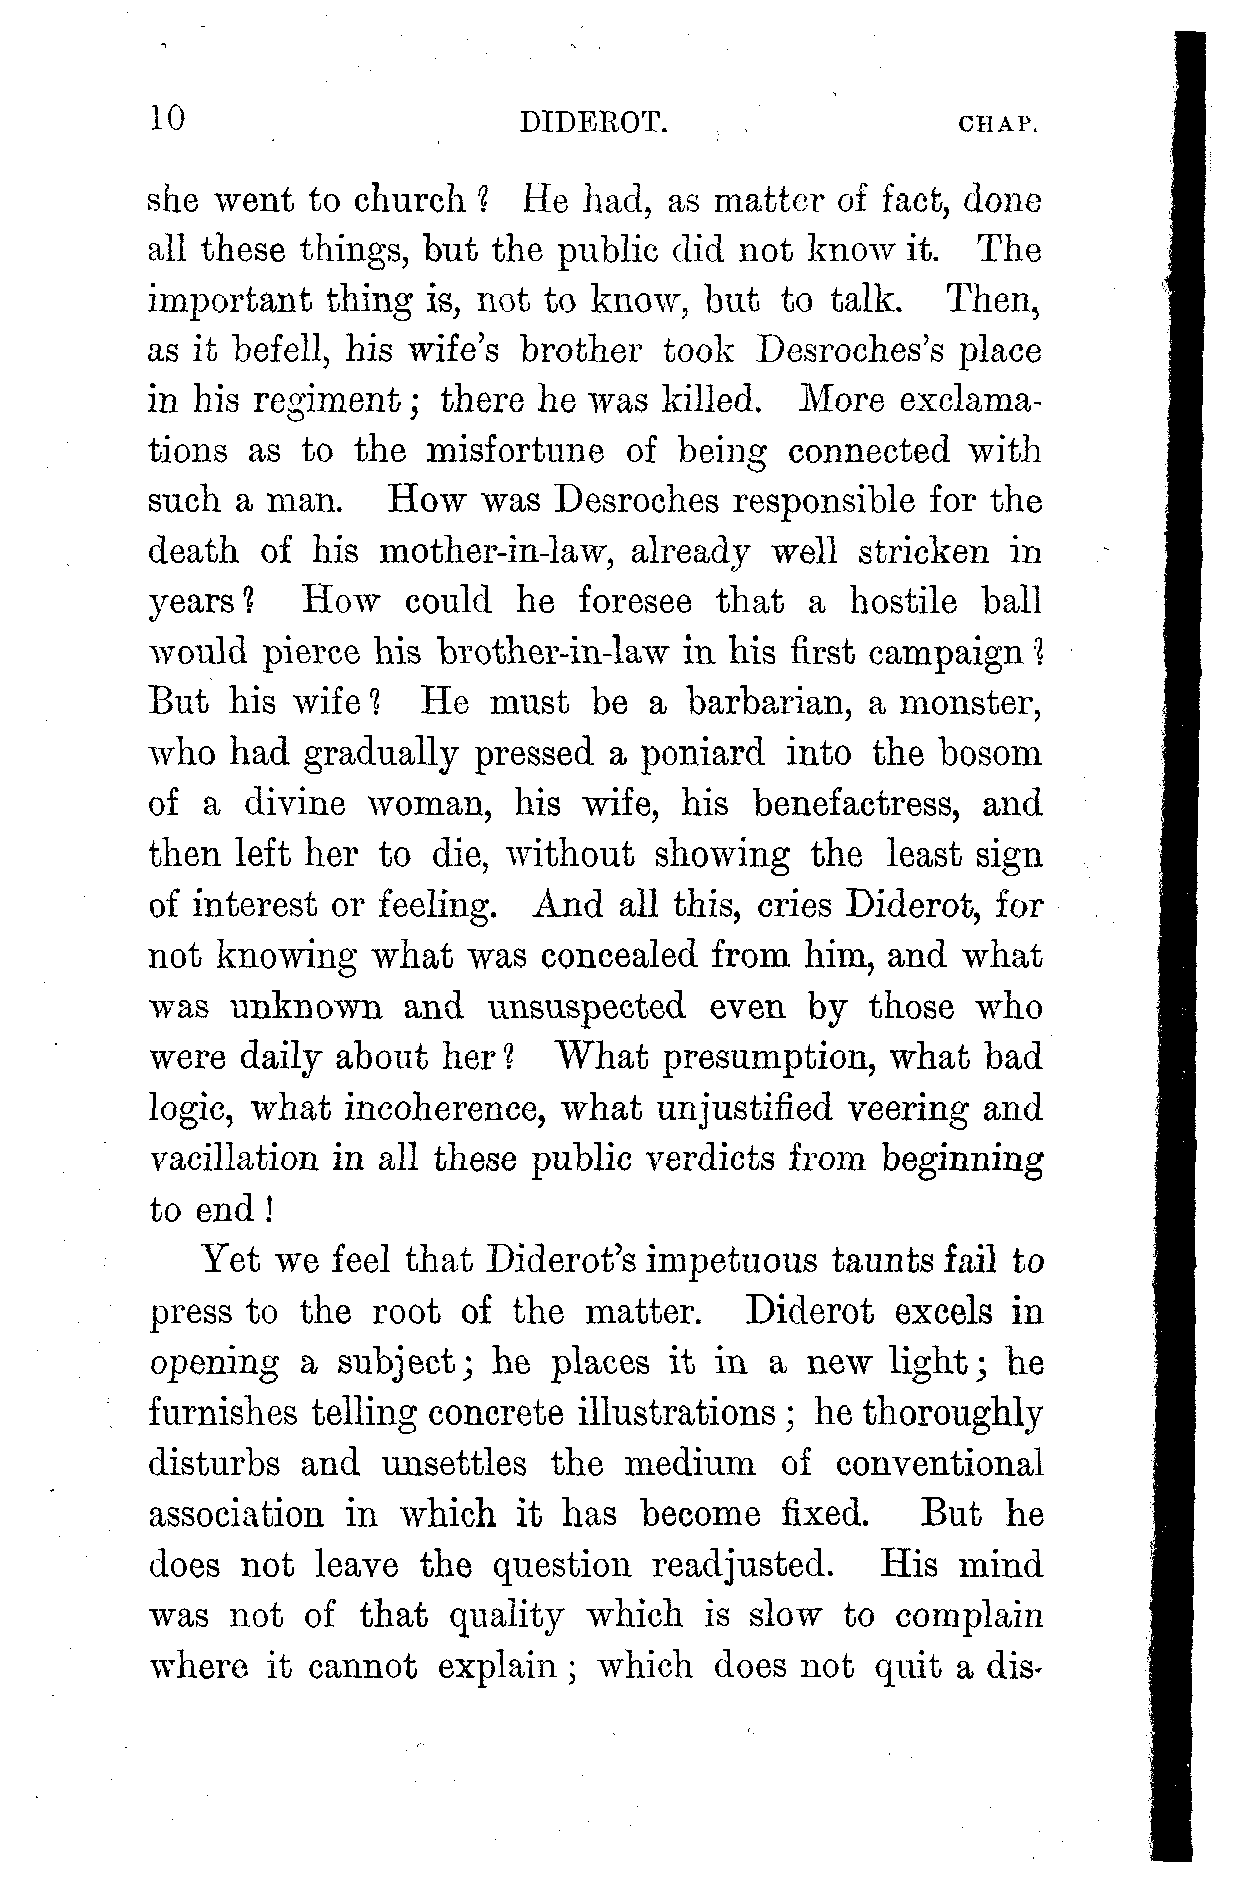 10 DIDEROT. CHAP.
she went to church? He had, as matter of fact, done
all these things, but the public did not know it. The
important thing is, not to know, but to talk. Then,
as it befell, his wife's brother took Desroches's place
in his regiment; there he was killed. More exclama-
tions as to the misfortune of being connected with
such a man. How was Desroches responsible for the
death of his mother-in-law, already well stricken in
years? How could he foresee that a hostile ball
would pierce his brother-in-law in his first campaign?
But his wife? He must be a barbarian, a monster,
who had gradually pressed a poniard into the bosom
of a divine woman, his wife, his benefactress, and
then left her to die, without showing the least sign
of interest or feeling. And all this, cries Diderot, for
not knowing what was concealed from him, and what
was unknown and unsuspected even by those who
were daily about her? What presumption, what bad
logic, what incoherence, what unjustified veering and
vacillation in all these public verdicts from beginning
to end!
Yet we feel that Diderot's impetuous taunts fail to
press to the root of the matter. Diderot excels in
opening a subject; he places it in a new light; he
furnishes telling concrete illustrations; he thoroughly
disturbs and unsettles the medium of conventional
association in which it has become fixed. But he
does not leave the question readjusted. His mind
was not of that quality which is slow to complain
where it cannot explain; which does not quit a dis-